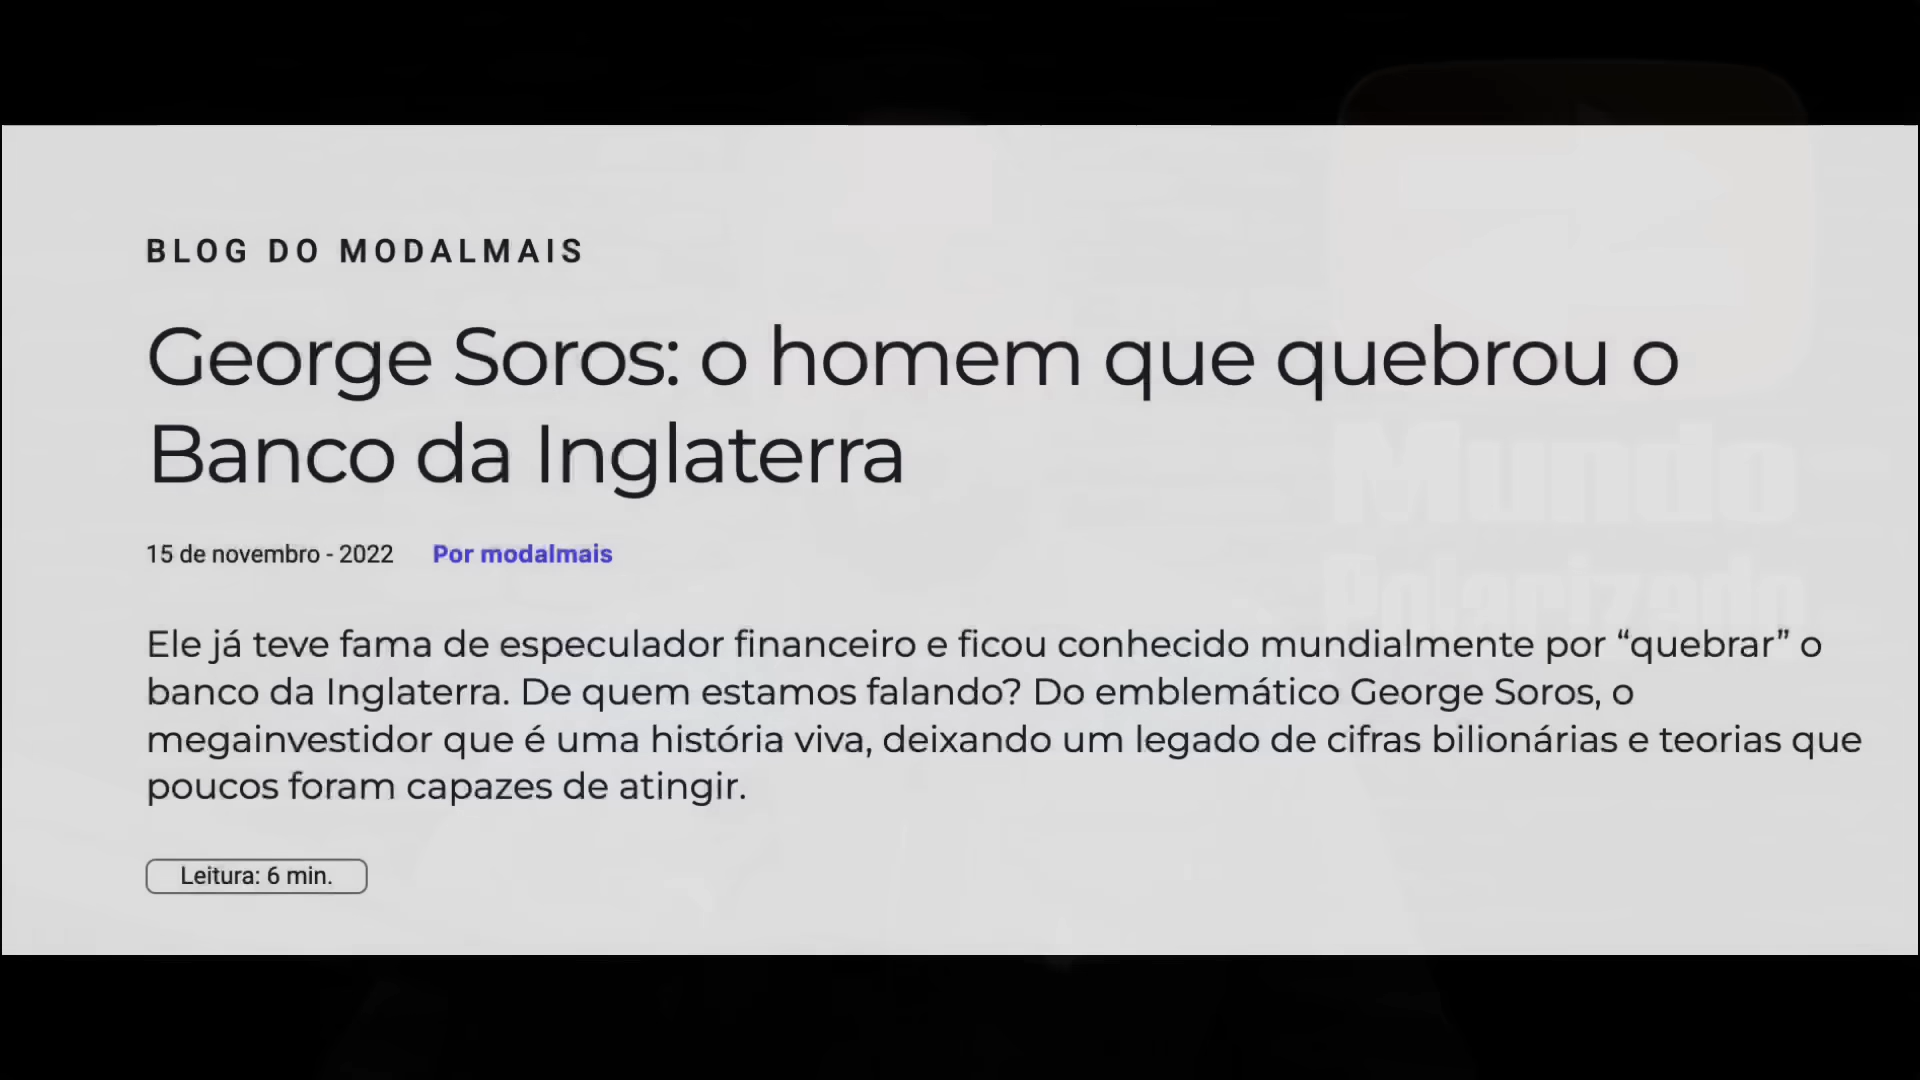 BLOG DO MODALMAIS
George Soros: o homem que quebrou o
Banco da Inglaterra
15 de novembro - 2022 Por modalmais
Ele já teve fama de especulador financeiro e ficou conhecido mundialmente por “quebrar” o
banco da Inglaterra. De quem estamos falando? Do emblemático George Soros, o
megainvestidor que é uma história viva, deixando um legado de cifras bilionárias e teorias que
poucos foram capazes de atingir.
Leitura: 6 min.
Mundo
Polarizado